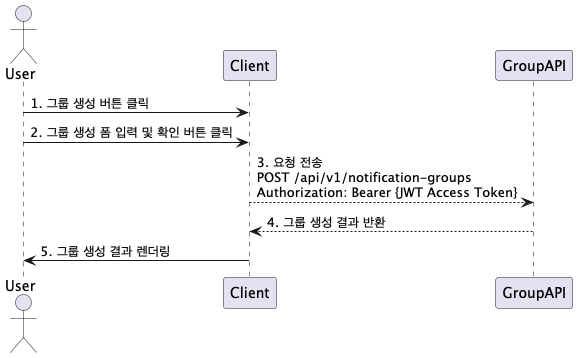 User
Client
GroupAPI
1. 그룹 생성 버튼 클릭
2. 그룹 생성 폼 입력 및 확인 버튼 클릭
3. 요청 전송
POST /api/v1/notification-groups
Authorization: Bearer {JWT Access Token}
4. 그룹 생성 결과 반환
5. 그룹 생성 결과 렌더링
User
Client
GroupAPI